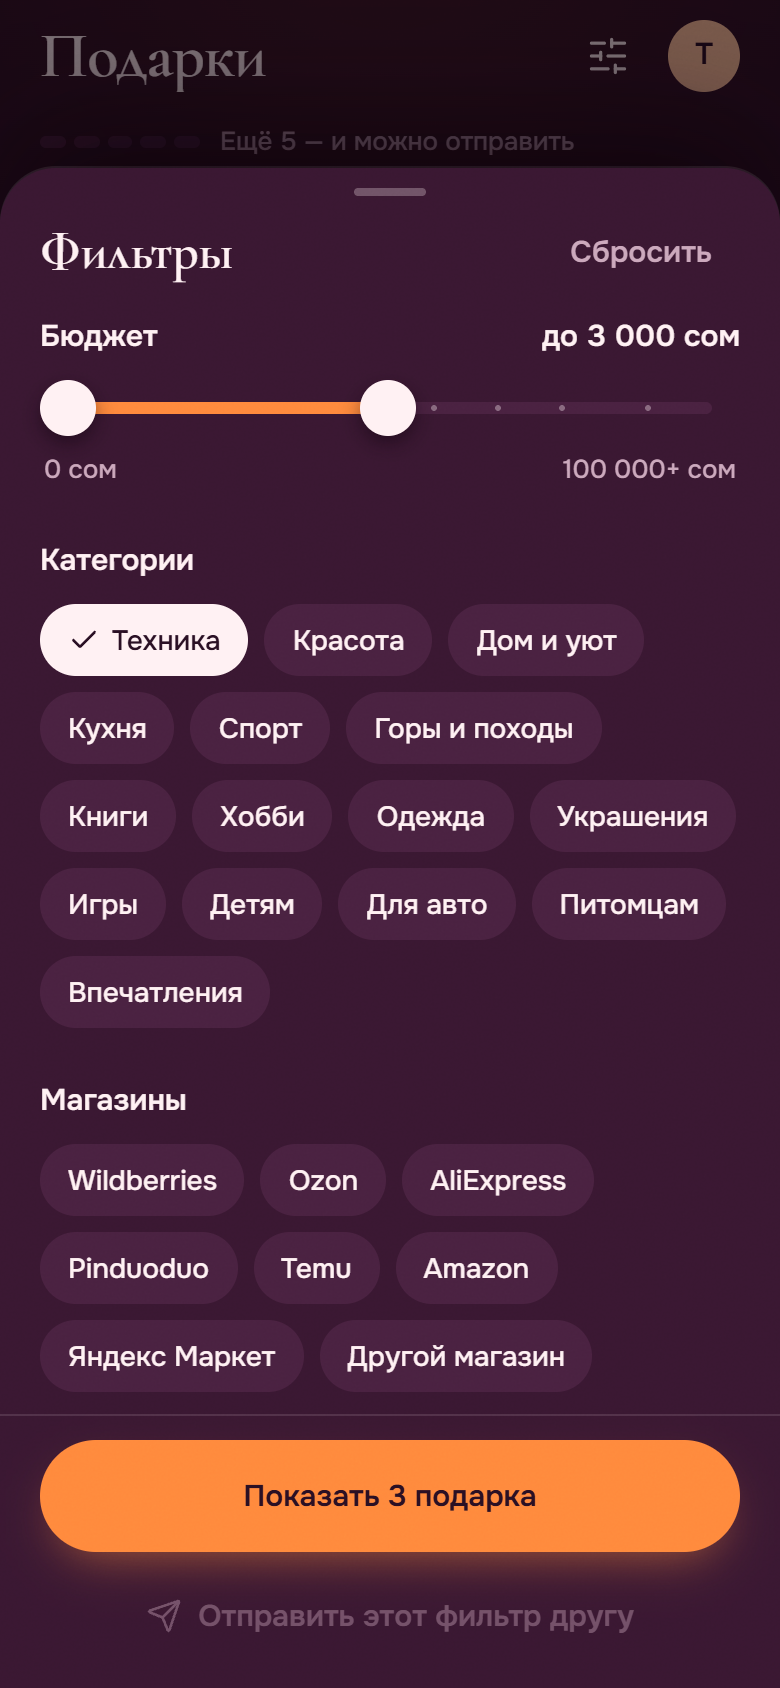 Подарки
Т
Ещё 5 — и можно отправить
Фильтры
Сбросить
Бюджет
до 3 000 сом
0 сом
100 000+ сом
Категории
Техника
Красота
Дом и уют
Кухня
Спорт
Горы и походы
Книги
Хобби
Одежда
Украшения
Игры
Детям
Для авто
Питомцам
Впечатления
Магазины
Wildberries
Ozon
AliExpress
Pinduoduo
Temu
Amazon
Яндекс Маркет
Другой магазин
Показать 3 подарка
Отправить этот фильтр другу